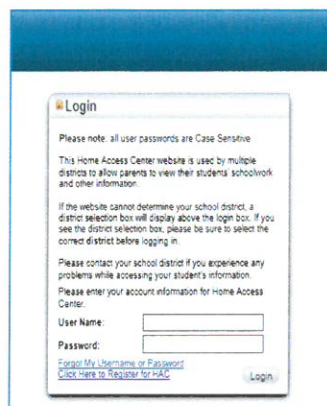 Login
Please note: all user passwords are Case Sensitive
This Home Access Center website is used by multiple
districts to allow parents to view their students' schoolwork
and other information.
If the website cannot determine your school district, a
district selection box will display above the login box. If you
see the district selection box, please be sure to select the
correct district before logging in.
Please contact your school district if you experience any
problems while accessing your student's information.
Please enter your account information for Home Access
Center.
User Name:
Password:
Forgot My Username or Password
Click Here to Register for HAC
Login